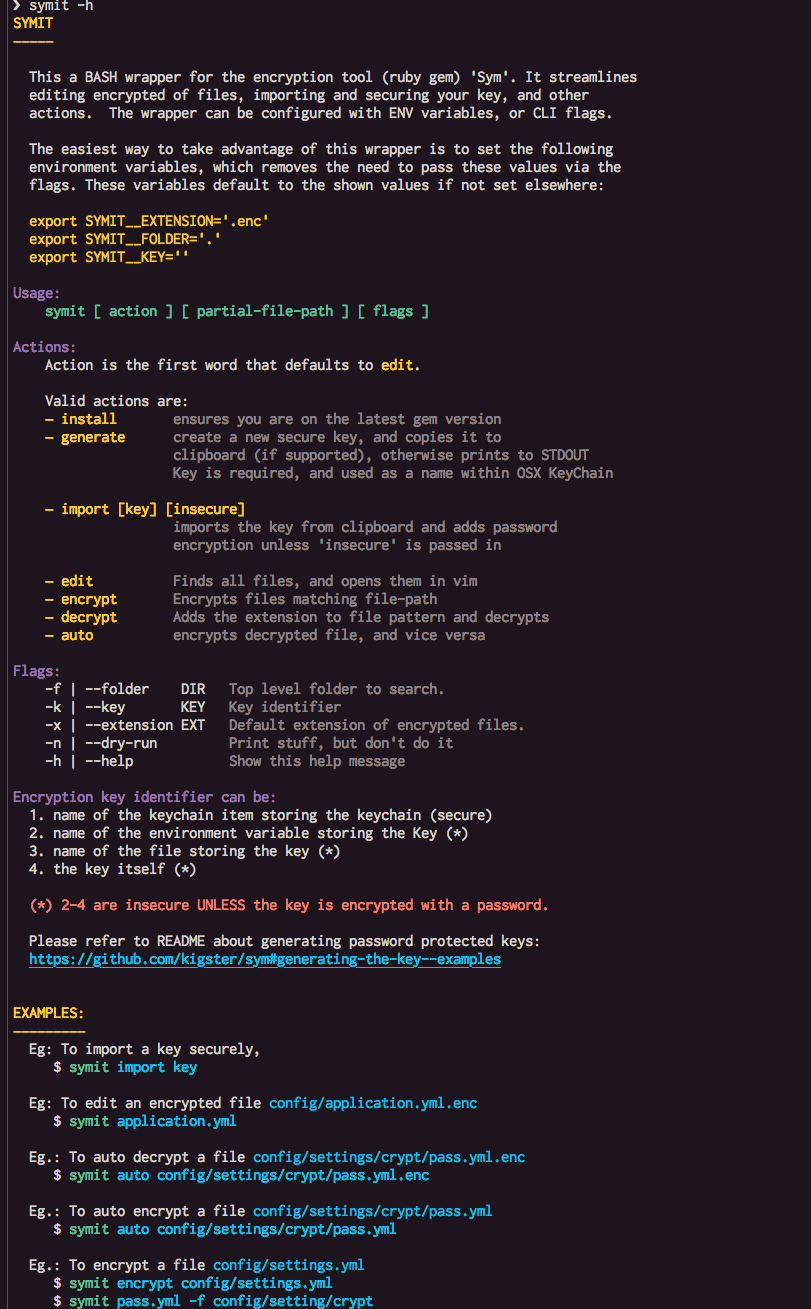 ❯ symit -h
SYMIT
─────
This a BASH wrapper for the encryption tool (ruby gem) 'Sym'. It streamlines
editing encrypted of files, importing and securing your key, and other
actions.  The wrapper can be configured with ENV variables, or CLI flags.
The easiest way to take advantage of this wrapper is to set the following
environment variables, which removes the need to pass these values via the
flags. These variables default to the shown values if not set elsewhere:
export SYMIT__EXTENSION='.enc'
export SYMIT__FOLDER='.'
export SYMIT__KEY=''
Usage:
symit [ action ] [ partial-file-path ] [ flags ]
Actions:
Action is the first word that defaults to edit.
Valid actions are:
— install       ensures you are on the latest gem version
— generate      create a new secure key, and copies it to
clipboard (if supported), otherwise prints to STDOUT
Key is required, and used as a name within OSX KeyChain
— import [key] [insecure]
imports the key from clipboard and adds password
encryption unless 'insecure' is passed in
— edit          Finds all files, and opens them in vim
— encrypt       Encrypts files matching file-path
— decrypt       Adds the extension to file pattern and decrypts
— auto          encrypts decrypted file, and vice versa
Flags:
-f | --folder    DIR   Top level folder to search.
-k | --key       KEY   Key identifier
-x | --extension EXT   Default extension of encrypted files.
-n | --dry-run         Print stuff, but don't do it
-h | --help            Show this help message
Encryption key identifier can be:
1. name of the keychain item storing the keychain (secure)
2. name of the environment variable storing the Key (*)
3. name of the file storing the key (*)
4. the key itself (*)
(*) 2-4 are insecure UNLESS the key is encrypted with a password.
Please refer to README about generating password protected keys:
https://github.com/kigster/sym#generating-the-key--examples
EXAMPLES:
─────────
Eg: To import a key securely,
$ symit import key
Eg: To edit an encrypted file config/application.yml.enc
$ symit application.yml
Eg.: To auto decrypt a file config/settings/crypt/pass.yml.enc
$ symit auto config/settings/crypt/pass.yml.enc
Eg.: To auto encrypt a file config/settings/crypt/pass.yml
$ symit auto config/settings/crypt/pass.yml
Eg.: To encrypt a file config/settings.yml
$ symit encrypt config/settings.yml
$ symit pass.yml -f config/setting/crypt